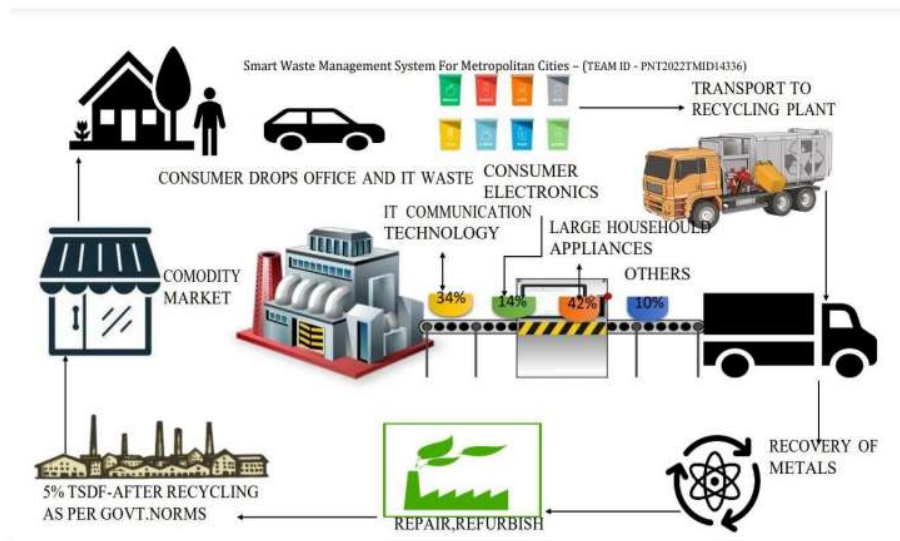 Smart Waste Management System For Metropolitan Cities – (TEAM ID - PNT2022TMID14336)
TRANSPORT TO
RECYCLING PLANT
CONSUMER DROPS OFFICE AND IT WASTE
CONSUMER
ELECTRONICS
IT COMMUNICATION
TECHNOLOGY
LARGE HOUSEHOULD
APPLIANCES
OTHERS
COMODITY
MARKET
34%
14%
42%
10%
RECOVERY OF
METALS
5% TSDF-AFTER RECYCLING
AS PER GOVT.NORMS
REPAIR,REFURBISH